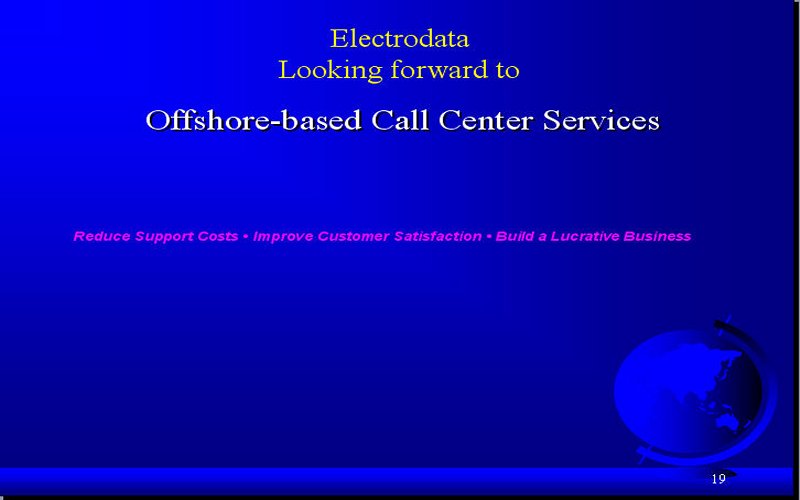 Electrodata
Looking forward to
Offshore-based Call Center Services
Reduce Support Costs • Improve Customer Satisfaction • Build a Lucrative Business
19